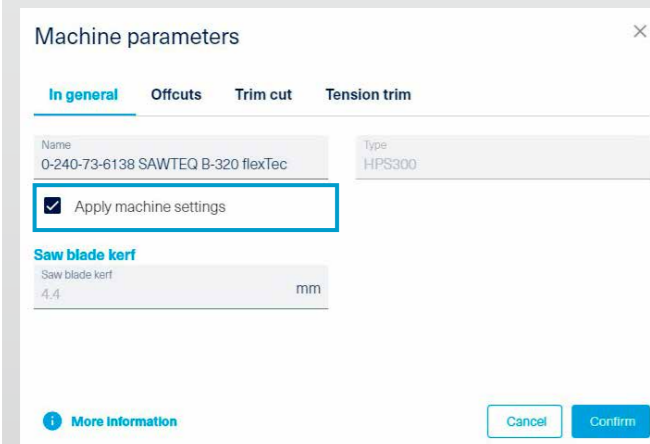 Machine parameters
In general Offcuts Trim cut Tension trim
Name
0-240-73-6138 SAWTEQ B-320 flexTec
Type
HPS300
Apply machine settings
Saw blade kerf
Saw blade kerf
4.4 mm
More information
Cancel Confirm